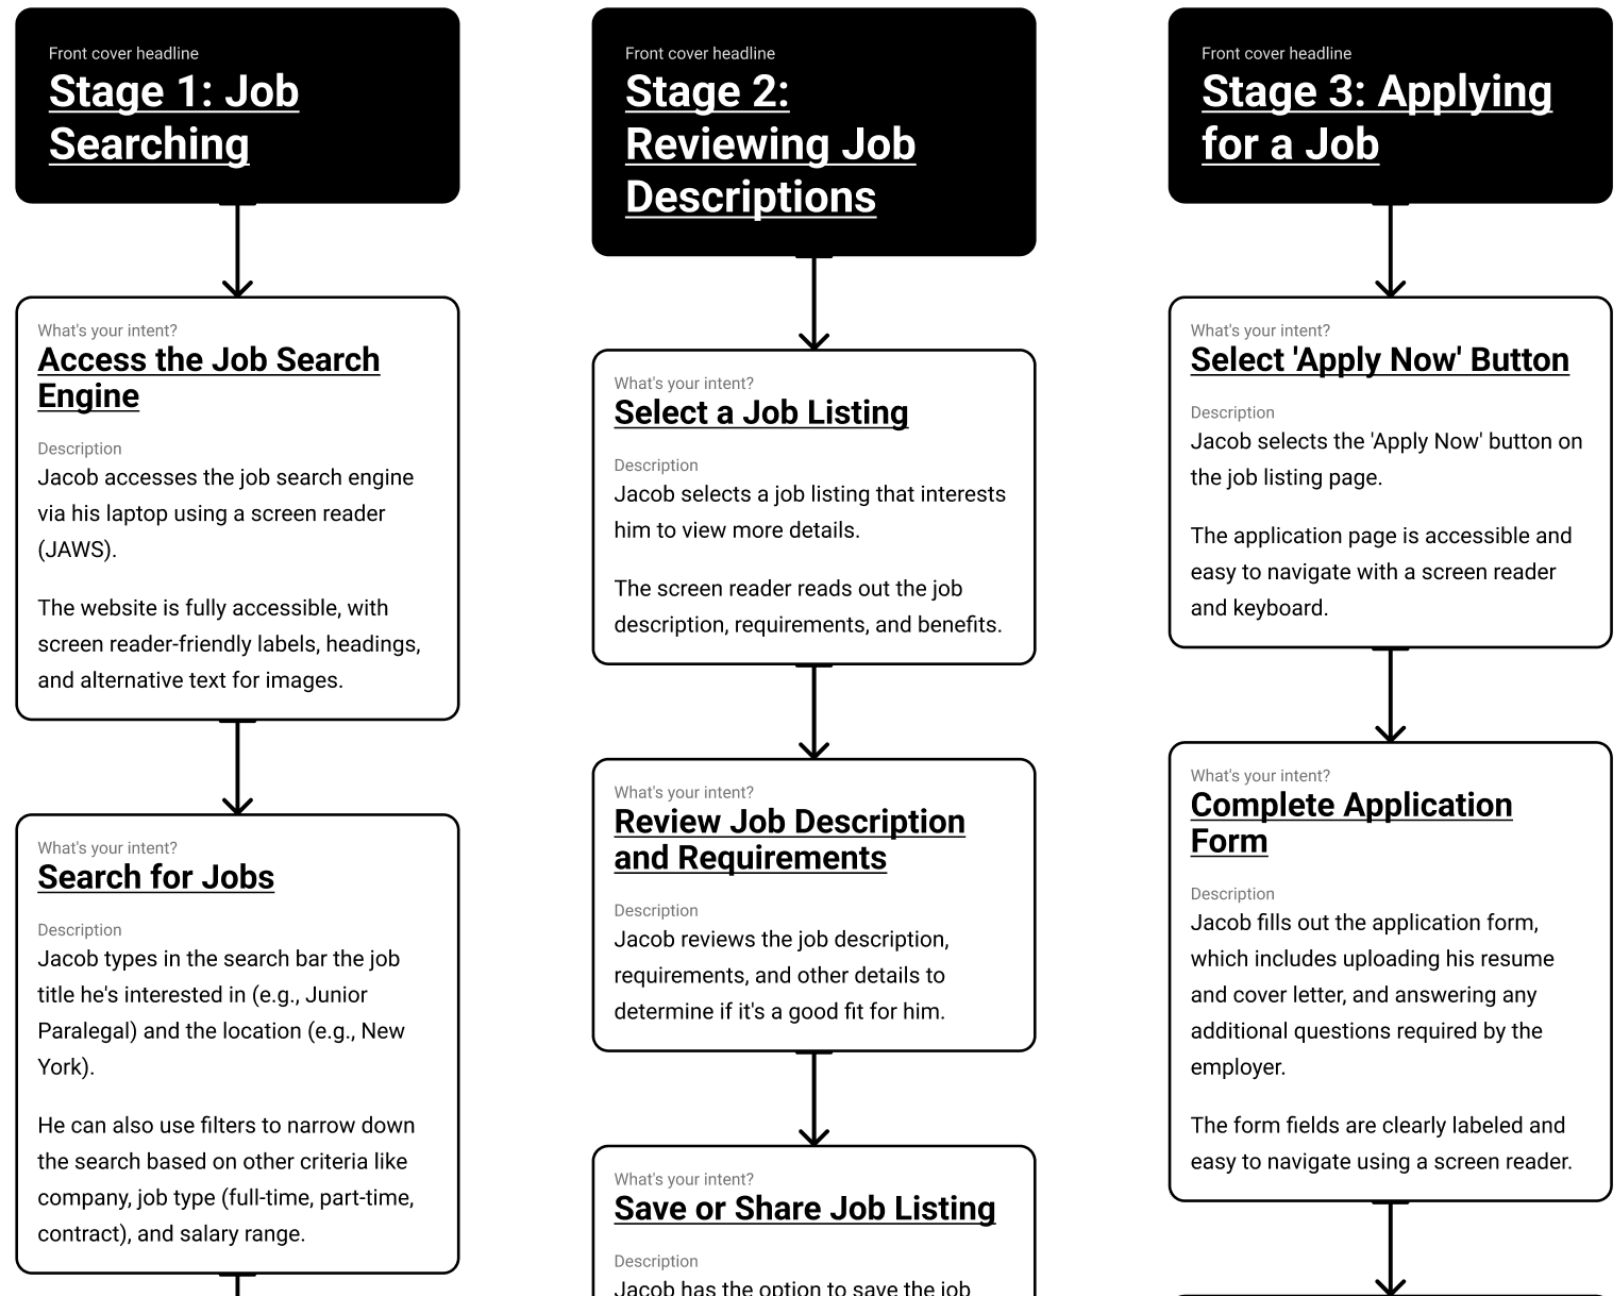 Front cover headline
Stage 1: Job
Searching
What's your intent?
Access the Job Search
Engine
Description
Jacob accesses the job search engine
via his laptop using a screen reader
(JAWS).
The website is fully accessible, with
screen reader-friendly labels, headings,
and alternative text for images.
What's your intent?
Search for Jobs
Description
Jacob types in the search bar the job
title he's interested in (e.g., Junior
Paralegal) and the location (e.g., New
York).
He can also use filters to narrow down
the search based on other criteria like
company, job type (full-time, part-time,
contract), and salary range.
Front cover headline
Stage 2:
Reviewing Job
Descriptions
What's your intent?
Select a Job Listing
Description
Jacob selects a job listing that interests
him to view more details.
The screen reader reads out the job
description, requirements, and benefits.
What's your intent?
Review Job Description
and Requirements
Description
Jacob reviews the job description,
requirements, and other details to
determine if it's a good fit for him.
What's your intent?
Save or Share Job Listing
Description
Jacob has the option to save the job
Front cover headline
Stage 3: Applying
for a Job
What's your intent?
Select 'Apply Now' Button
Description
Jacob selects the 'Apply Now' button on
the job listing page.
The application page is accessible and
easy to navigate with a screen reader
and keyboard.
What's your intent?
Complete Application
Form
Description
Jacob fills out the application form,
which includes uploading his resume
and cover letter, and answering any
additional questions required by the
employer.
The form fields are clearly labeled and
easy to navigate using a screen reader.